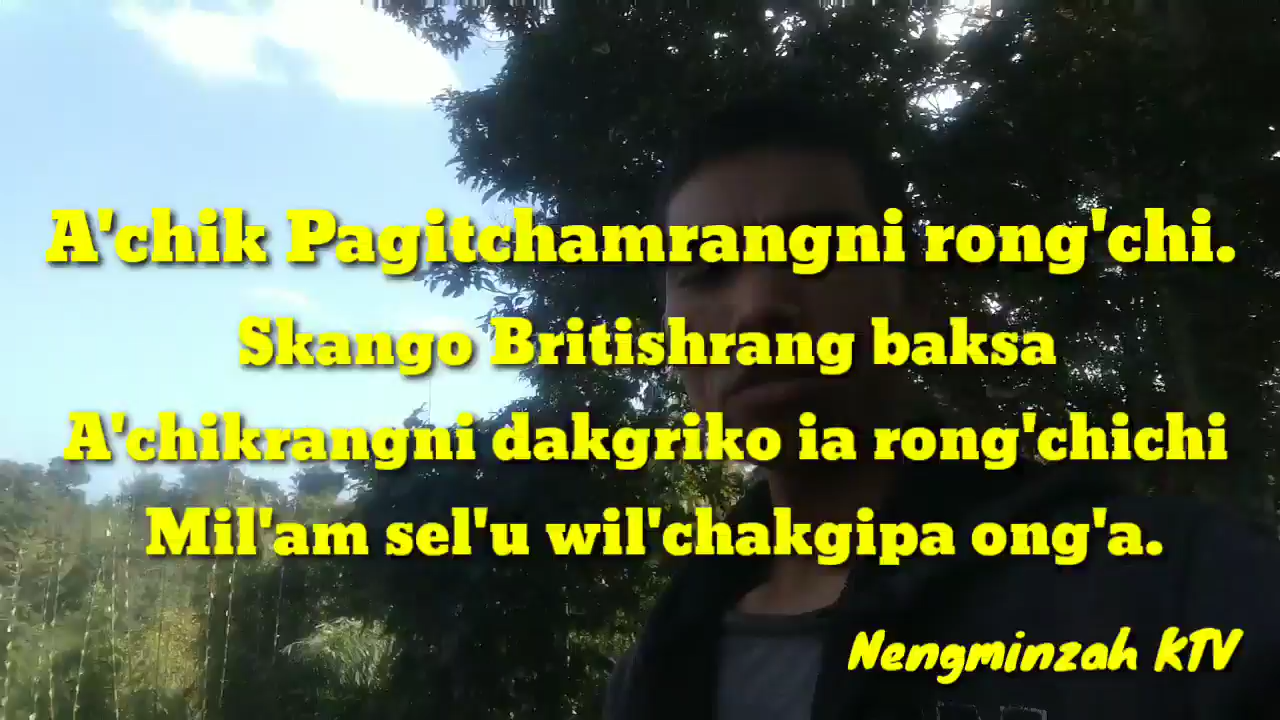 A'chik Pagitchamrangni rong'chi.
Skango Britishrang baksa
A'chikrangni dakgriko ia rong'chichi
Mil'am sel'u wil'chakgipa ong'a.
Nengminzah KTV